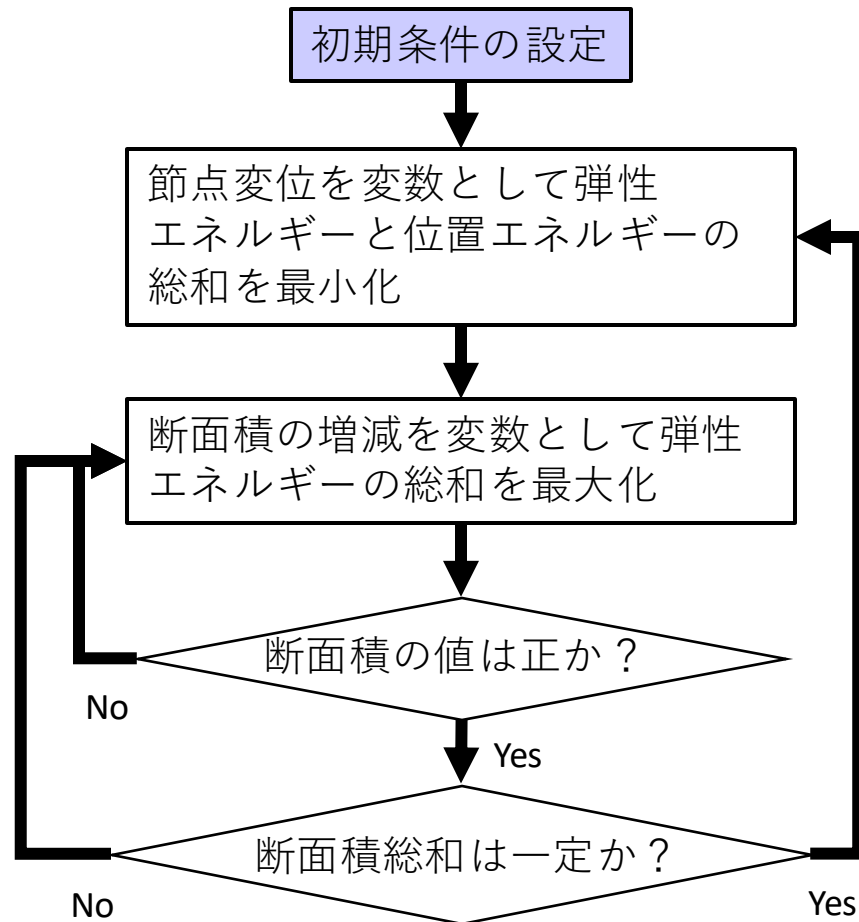 初期条件の設定
節点変位を変数として弾性
エネルギーと位置エネルギーの
総和を最小化
断面積の増減を変数として弾性
エネルギーの総和を最大化
断面積の値は正か？
No
Yes
断面積総和は一定か？
No
Yes